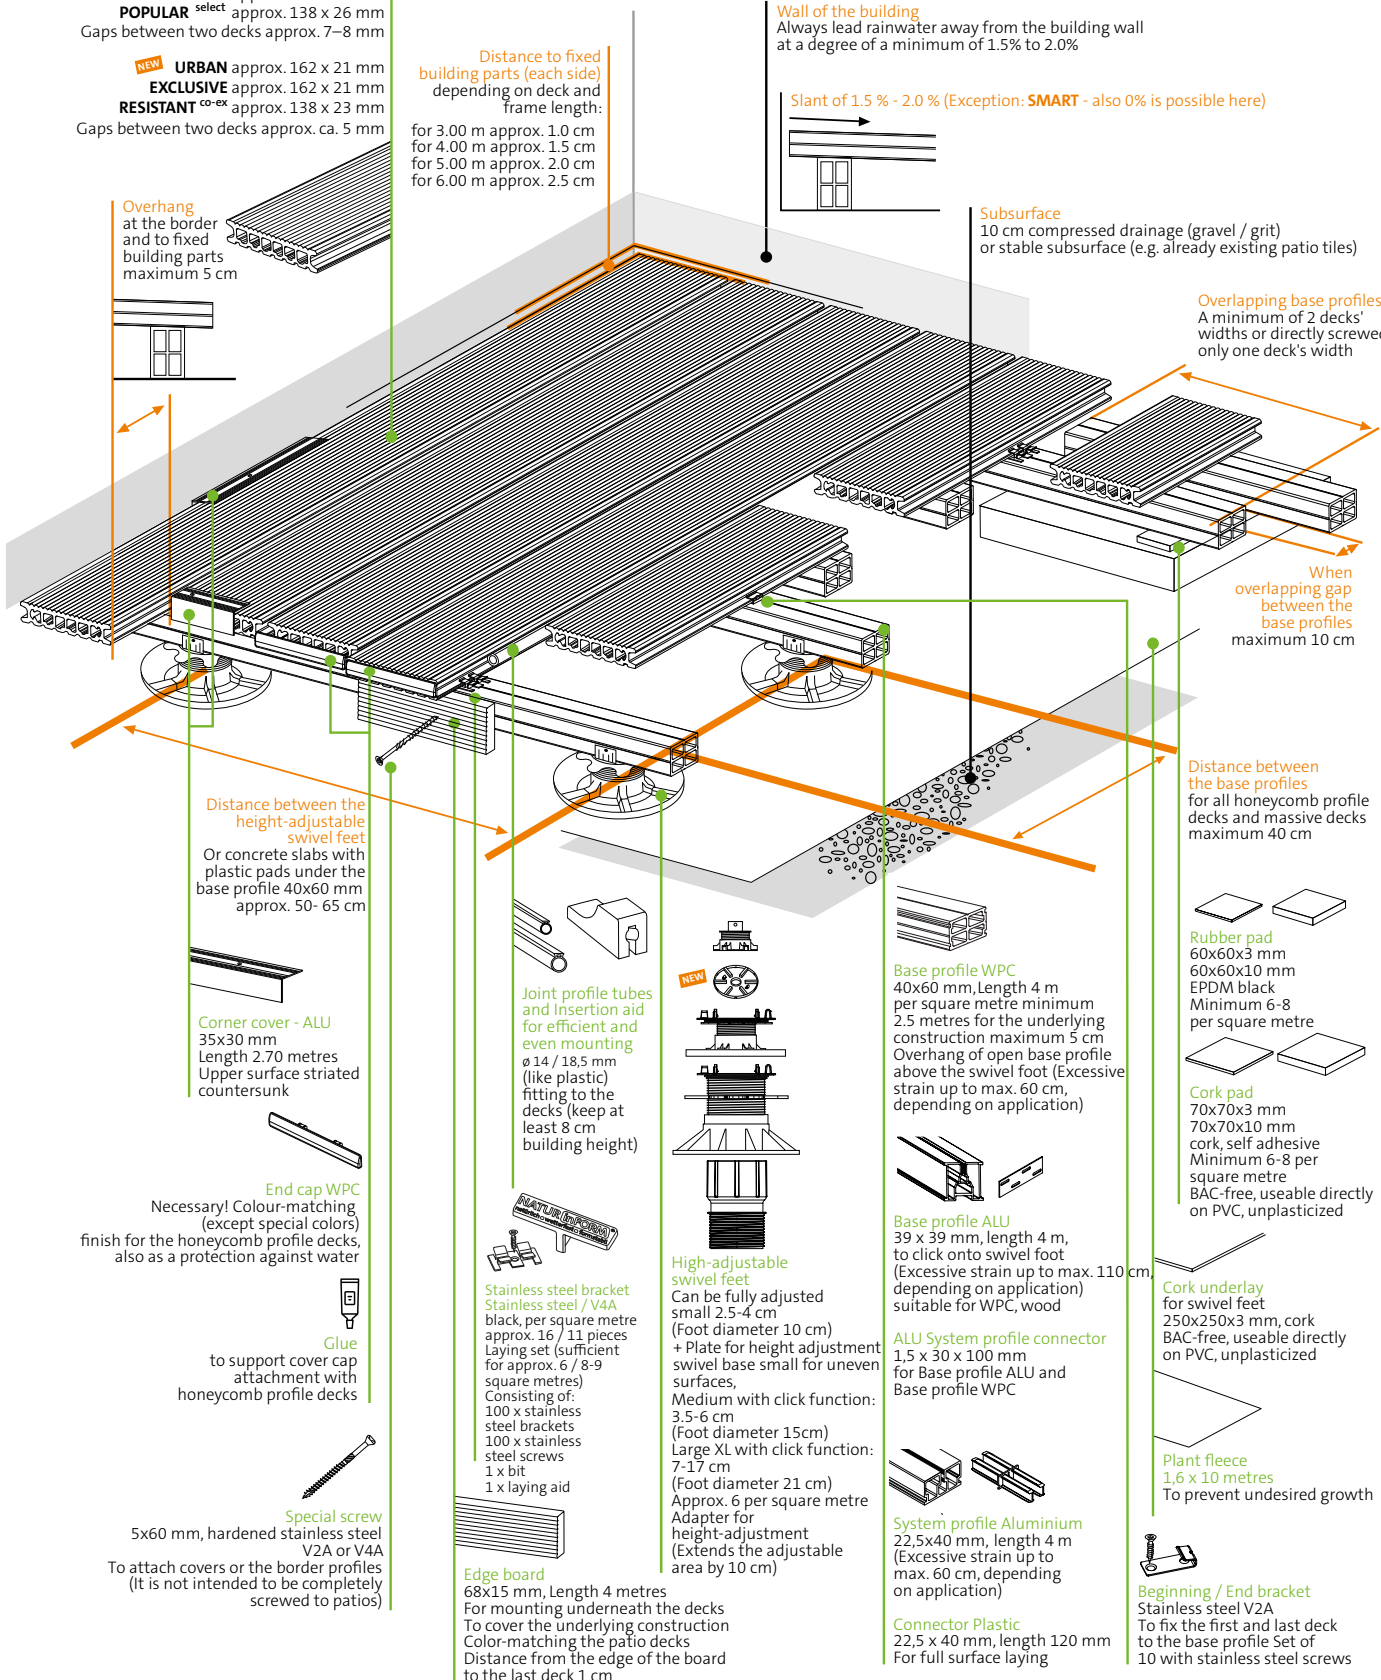 POPULAR select approx. 138 x 26 mm
Gaps between two decks approx. 7–8 mm
NEW URBAN approx. 162 x 21 mm
EXCLUSIVE approx. 162 x 21 mm
RESISTANT co-ex approx. 138 x 23 mm
Gaps between two decks approx. ca. 5 mm
Distance to fixed
building parts (each side)
depending on deck and
frame length:
for 3.00 m approx. 1.0 cm
for 4.00 m approx. 1.5 cm
for 5.00 m approx. 2.0 cm
for 6.00 m approx. 2.5 cm
Wall of the building
Always lead rainwater away from the building wall
at a degree of a minimum of 1.5% to 2.0%
Slant of 1.5 % - 2.0 % (Exception: SMART - also 0% is possible here)
Overhang
at the border
and to fixed
building parts
maximum 5 cm
Subsurface
10 cm compressed drainage (gravel / grit)
or stable subsurface (e.g. already existing patio tiles)
Overlapping base profiles
A minimum of 2 decks'
widths or directly screwed
only one deck's width
When
overlapping gap
between the
base profiles
maximum 10 cm
Distance between
the base profiles
for all honeycomb profile
decks and massive decks
maximum 40 cm
Distance between the
height-adjustable
swivel feet
Or concrete slabs with
plastic pads under the
base profile 40x60 mm
approx. 50- 65 cm
Corner cover - ALU
35x30 mm
Length 2.70 metres
Upper surface striated
countersunk
End cap WPC
Necessary! Colour-matching
(except special colors)
finish for the honeycomb profile decks,
also as a protection against water
Glue
to support cover cap
attachment with
honeycomb profile decks
Special screw
5x60 mm, hardened stainless steel
V2A or V4A
To attach covers or the border profiles
(It is not intended to be completely
screwed to patios)
Joint profile tubes
and Insertion aid
for efficient and
even mounting
ø 14 / 18,5 mm
(like plastic)
fitting to the
decks (keep at
least 8 cm
building height)
NATURinFORM
natürlich • wetterfest • formstabil
Stainless steel bracket
Stainless steel / V4A
black, per square metre
approx. 16 / 11 pieces
Laying set (sufficient
for approx. 6 / 8-9
square metres)
Consisting of:
100 x stainless
steel brackets
100 x stainless
steel screws
1 x bit
1 x laying aid
Edge board
68x15 mm, Length 4 metres
For mounting underneath the decks
To cover the underlying construction
Color-matching the patio decks
Distance from the edge of the board
to the last deck 1 cm
NEW
High-adjustable
swivel feet
Can be fully adjusted
small 2.5-4 cm
(Foot diameter 10 cm)
+ Plate for height adjustment
swivel base small for uneven
surfaces,
Medium with click function:
3.5-6 cm
(Foot diameter 15cm)
Large XL with click function:
7-17 cm
(Foot diameter 21 cm)
Approx. 6 per square metre
Adapter for
height-adjustment
(Extends the adjustable
area by 10 cm)
Base profile WPC
40x60 mm, Length 4 m
per square metre minimum
2.5 metres for the underlying
construction maximum 5 cm
Overhang of open base profile
above the swivel foot (Excessive
strain up to max. 60 cm,
depending on application)
Base profile ALU
39 x 39 mm, length 4 m,
to click onto swivel foot
(Excessive strain up to max. 110 cm,
depending on application)
suitable for WPC, wood
ALU System profile connector
1,5 x 30 x 100 mm
for Base profile ALU and
Base profile WPC
System profile Aluminium
22,5x40 mm, length 4 m
(Excessive strain up to
max. 60 cm, depending
on application)
Connector Plastic
22,5 x 40 mm, length 120 mm
For full surface laying
Rubber pad
60x60x3 mm
60x60x10 mm
EPDM black
Minimum 6-8
per square metre
Cork pad
70x70x3 mm
70x70x10 mm
cork, self adhesive
Minimum 6-8 per
square metre
BAC-free, useable directly
on PVC, unplasticized
Cork underlay
for swivel feet
250x250x3 mm, cork
BAC-free, useable directly
on PVC, unplasticized
Plant fleece
1,6 x 10 metres
To prevent undesired growth
Beginning / End bracket
Stainless steel V2A
To fix the first and last deck
to the base profile Set of
10 with stainless steel screws